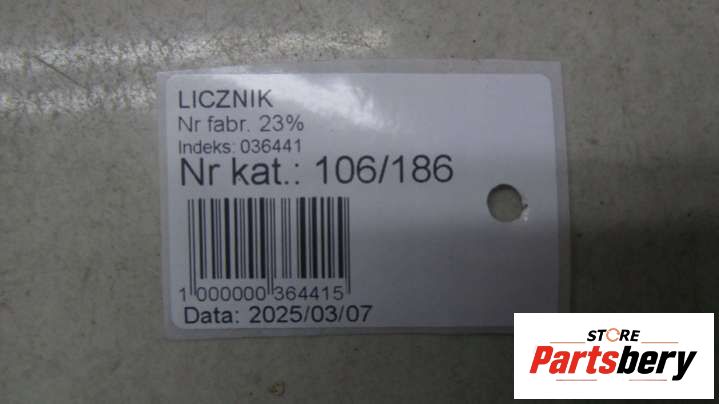 LICZNIK
Nr fabr. 23%
Indeks: 036441
Nr kat.: 106/186
1 000000 364415
Data: 2025/03/07
STORE
Partsbery